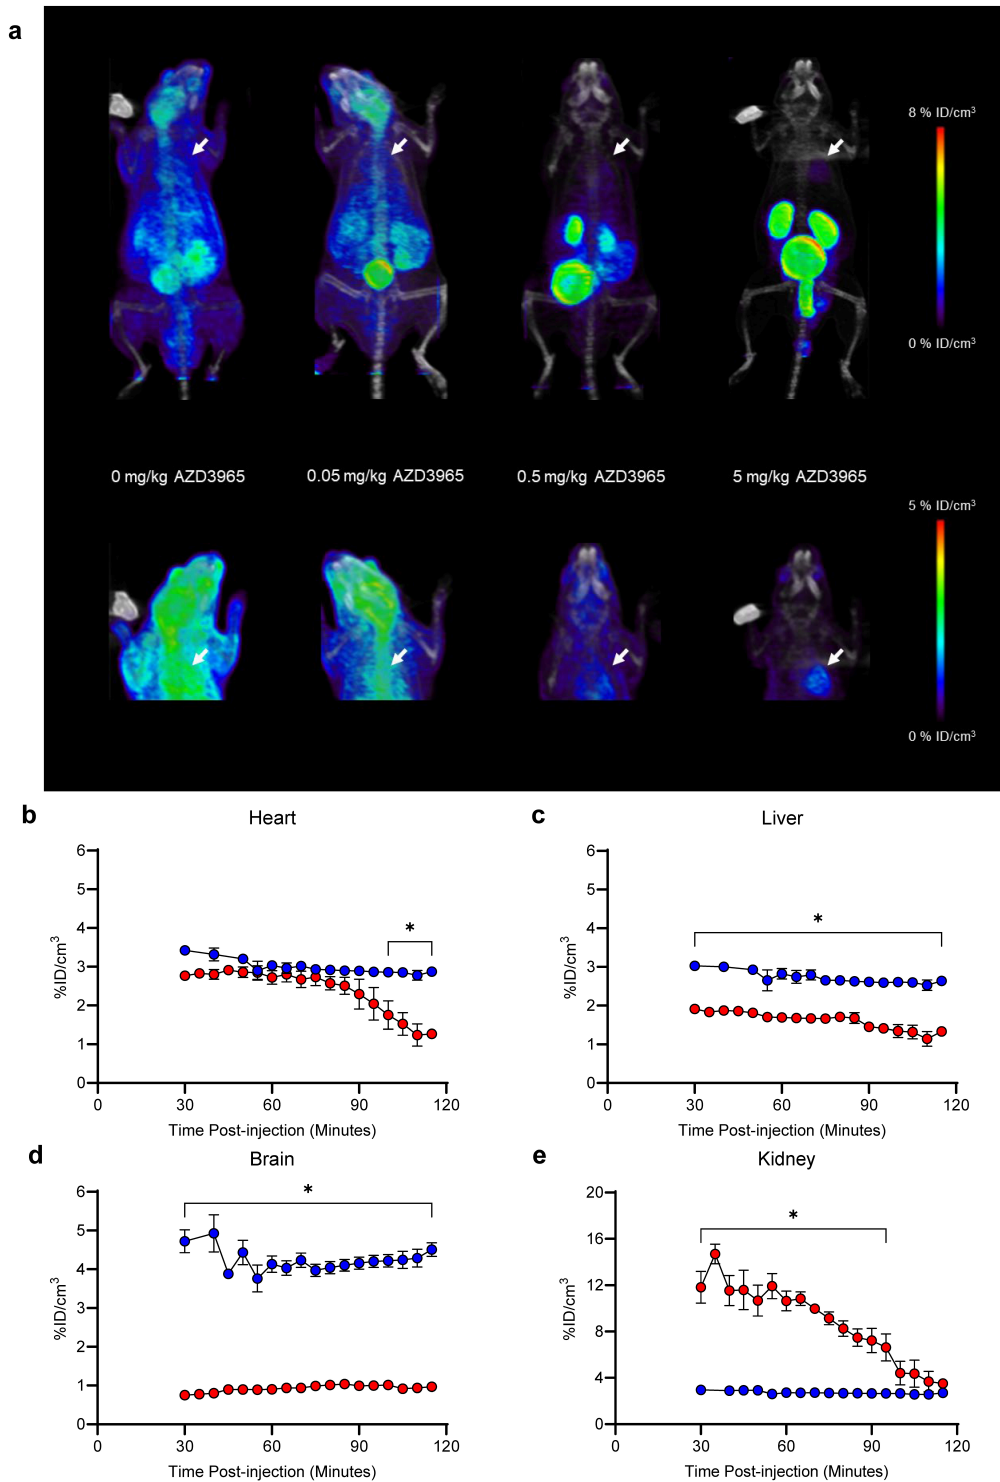 a
8 % ID/cm³
0 % ID/cm³
0 mg/kg AZD3965
0.05 mg/kg AZD3965
0.5 mg/kg AZD3965
5 mg/kg AZD3965
5 % ID/cm³
0 % ID/cm³
b
Heart
6
5
4
3
2
1
0
%ID/cm³
*
0
30
60
90
120
Time Post-injection (Minutes)
c
Liver
6
5
4
3
2
1
0
%ID/cm³
*
0
30
60
90
120
Time Post-injection (Minutes)
d
Brain
6
5
4
3
2
1
0
%ID/cm³
*
0
30
60
90
120
Time Post-injection (Minutes)
e
Kidney
20
16
12
8
4
0
%ID/cm³
*
0
30
60
90
120
Time Post-injection (Minutes)